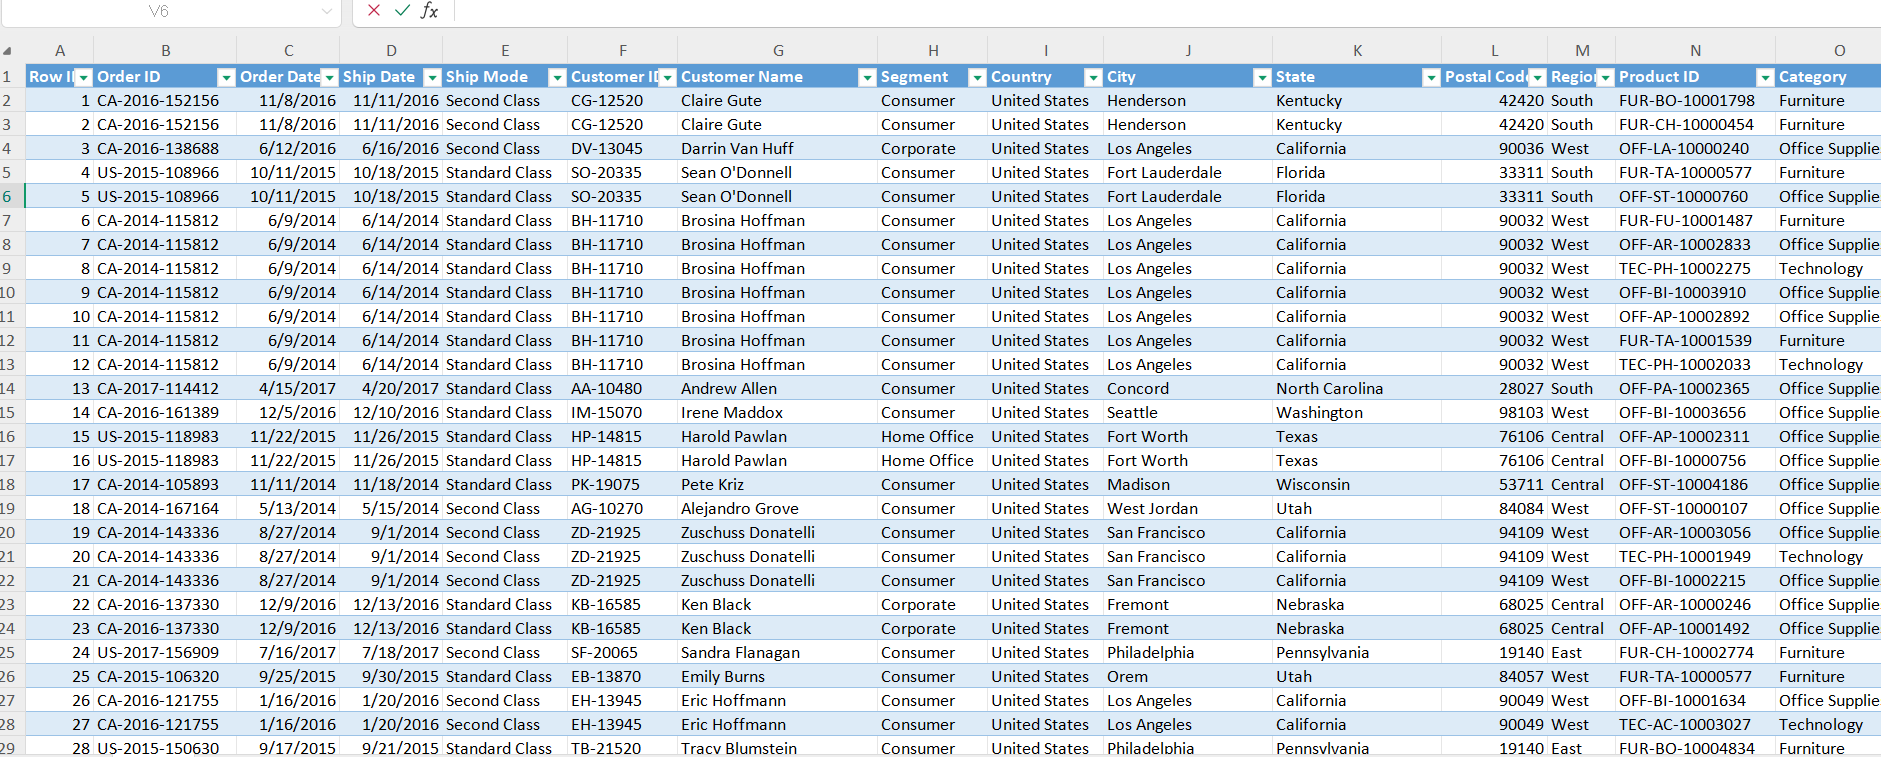 V6 fx
A B C D E F G H I J K L M N O
1 Row I Order ID Order Date Ship Date Ship Mode Customer I Customer Name Segment Country City State Postal Cod Region Product ID Category
2 1 CA-2016-152156 11/8/2016 11/11/2016 Second Class CG-12520 Claire Gute Consumer United States Henderson Kentucky 42420 South FUR-BO-10001798 Furniture
3 2 CA-2016-152156 11/8/2016 11/11/2016 Second Class CG-12520 Claire Gute Consumer United States Henderson Kentucky 42420 South FUR-CH-10000454 Furniture
4 3 CA-2016-138688 6/12/2016 6/16/2016 Second Class DV-13045 Darrin Van Huff Corporate United States Los Angeles California 90036 West OFF-LA-10000240 Office Supplie
5 4 US-2015-108966 10/11/2015 10/18/2015 Standard Class SO-20335 Sean O'Donnell Consumer United States Fort Lauderdale Florida 33311 South FUR-TA-10000577 Furniture
6 5 US-2015-108966 10/11/2015 10/18/2015 Standard Class SO-20335 Sean O'Donnell Consumer United States Fort Lauderdale Florida 33311 South OFF-ST-10000760 Office Supplie
7 6 CA-2014-115812 6/9/2014 6/14/2014 Standard Class BH-11710 Brosina Hoffman Consumer United States Los Angeles California 90032 West FUR-FU-10001487 Furniture
8 7 CA-2014-115812 6/9/2014 6/14/2014 Standard Class BH-11710 Brosina Hoffman Consumer United States Los Angeles California 90032 West OFF-AR-10002833 Office Supplie
9 8 CA-2014-115812 6/9/2014 6/14/2014 Standard Class BH-11710 Brosina Hoffman Consumer United States Los Angeles California 90032 West TEC-PH-10002275 Technology
10 9 CA-2014-115812 6/9/2014 6/14/2014 Standard Class BH-11710 Brosina Hoffman Consumer United States Los Angeles California 90032 West OFF-BI-10003910 Office Supplie
11 10 CA-2014-115812 6/9/2014 6/14/2014 Standard Class BH-11710 Brosina Hoffman Consumer United States Los Angeles California 90032 West OFF-AP-10002892 Office Supplie
12 11 CA-2014-115812 6/9/2014 6/14/2014 Standard Class BH-11710 Brosina Hoffman Consumer United States Los Angeles California 90032 West FUR-TA-10001539 Furniture
13 12 CA-2014-115812 6/9/2014 6/14/2014 Standard Class BH-11710 Brosina Hoffman Consumer United States Los Angeles California 90032 West TEC-PH-10002033 Technology
14 13 CA-2017-114412 4/15/2017 4/20/2017 Standard Class AA-10480 Andrew Allen Consumer United States Concord North Carolina 28027 South OFF-PA-10002365 Office Supplie
15 14 CA-2016-161389 12/5/2016 12/10/2016 Standard Class IM-15070 Irene Maddox Consumer United States Seattle Washington 98103 West OFF-BI-10003656 Office Supplie
16 15 US-2015-118983 11/22/2015 11/26/2015 Standard Class HP-14815 Harold Pawlan Home Office United States Fort Worth Texas 76106 Central OFF-AP-10002311 Office Supplie
17 16 US-2015-118983 11/22/2015 11/26/2015 Standard Class HP-14815 Harold Pawlan Home Office United States Fort Worth Texas 76106 Central OFF-BI-10000756 Office Supplie
18 17 CA-2014-105893 11/11/2014 11/18/2014 Standard Class PK-19075 Pete Kriz Consumer United States Madison Wisconsin 53711 Central OFF-ST-10004186 Office Supplie
19 18 CA-2014-167164 5/13/2014 5/15/2014 Second Class AG-10270 Alejandro Grove Consumer United States West Jordan Utah 84084 West OFF-ST-10000107 Office Supplie
20 19 CA-2014-143336 8/27/2014 9/1/2014 Second Class ZD-21925 Zuschuss Donatelli Consumer United States San Francisco California 94109 West OFF-AR-10003056 Office Supplie
21 20 CA-2014-143336 8/27/2014 9/1/2014 Second Class ZD-21925 Zuschuss Donatelli Consumer United States San Francisco California 94109 West TEC-PH-10001949 Technology
22 21 CA-2014-143336 8/27/2014 9/1/2014 Second Class ZD-21925 Zuschuss Donatelli Consumer United States San Francisco California 94109 West OFF-BI-10002215 Office Supplie
23 22 CA-2016-137330 12/9/2016 12/13/2016 Standard Class KB-16585 Ken Black Corporate United States Fremont Nebraska 68025 Central OFF-AR-10000246 Office Supplie
24 23 CA-2016-137330 12/9/2016 12/13/2016 Standard Class KB-16585 Ken Black Corporate United States Fremont Nebraska 68025 Central OFF-AP-10001492 Office Supplie
25 24 US-2017-156909 7/16/2017 7/18/2017 Second Class SF-20065 Sandra Flanagan Consumer United States Philadelphia Pennsylvania 19140 East FUR-CH-10002774 Furniture
26 25 CA-2015-106320 9/25/2015 9/30/2015 Standard Class EB-13870 Emily Burns Consumer United States Orem Utah 84057 West FUR-TA-10000577 Furniture
27 26 CA-2016-121755 1/16/2016 1/20/2016 Second Class EH-13945 Eric Hoffmann Consumer United States Los Angeles California 90049 West OFF-BI-10001634 Office Supplie
28 27 CA-2016-121755 1/16/2016 1/20/2016 Second Class EH-13945 Eric Hoffmann Consumer United States Los Angeles California 90049 West TEC-AC-10003027 Technology
29 28 US-2015-150630 9/17/2015 9/21/2015 Standard Class TB-21520 Tracy Blumstein Consumer United States Philadelphia Pennsylvania 19140 East FUR-BO-10004834 Furniture